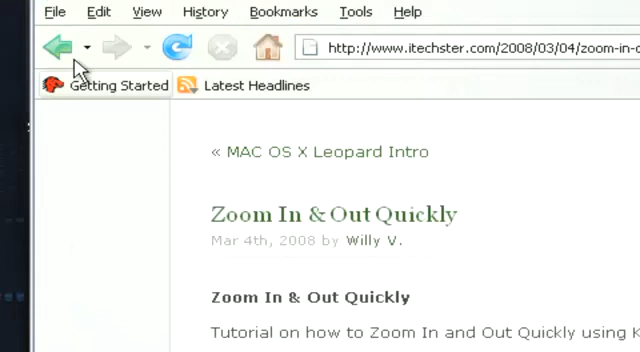 File Edit View History Bookmarks Tools Help
http://www.itechster.com/2008/03/04/zoom-in-o
Getting Started Latest Headlines
« MAC OS X Leopard Intro
Zoom In & Out Quickly
Mar 4th, 2008 by Willy V.
Zoom In & Out Quickly
Tutorial on how to Zoom In and Out Quickly using K